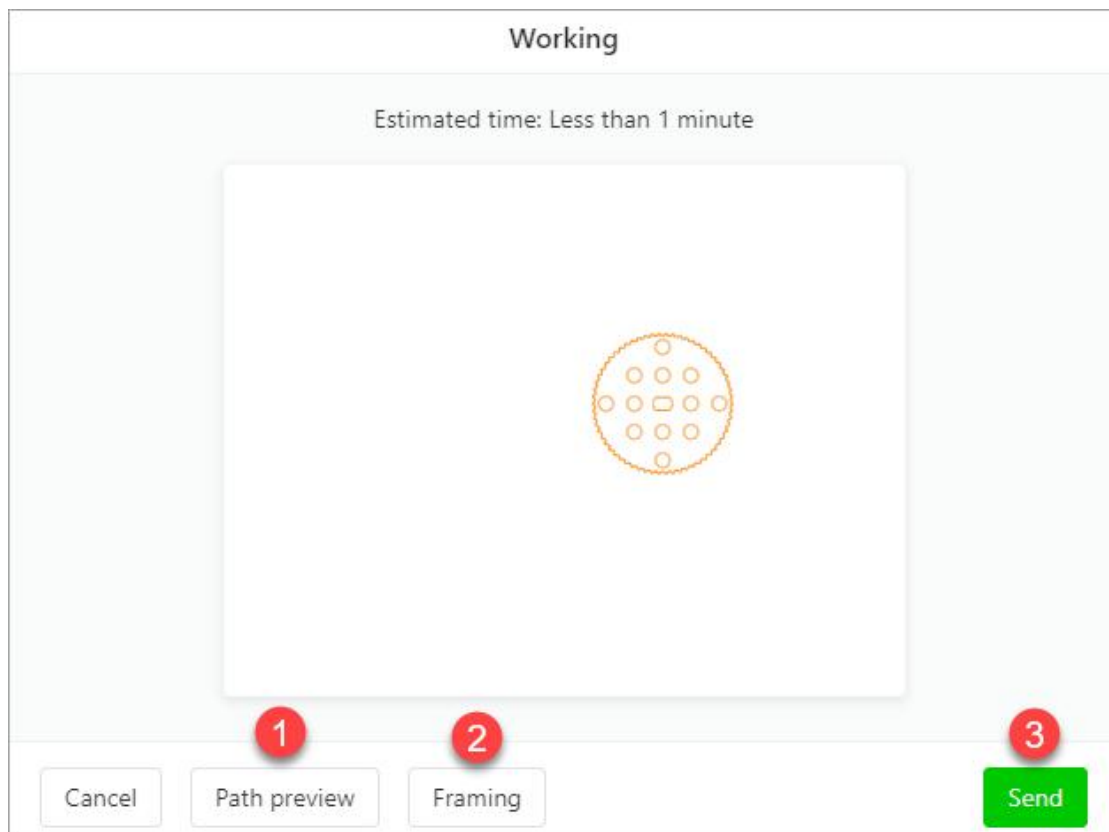 Working
Estimated time: Less than 1 minute
1
2
3
Cancel
Path preview
Framing
Send